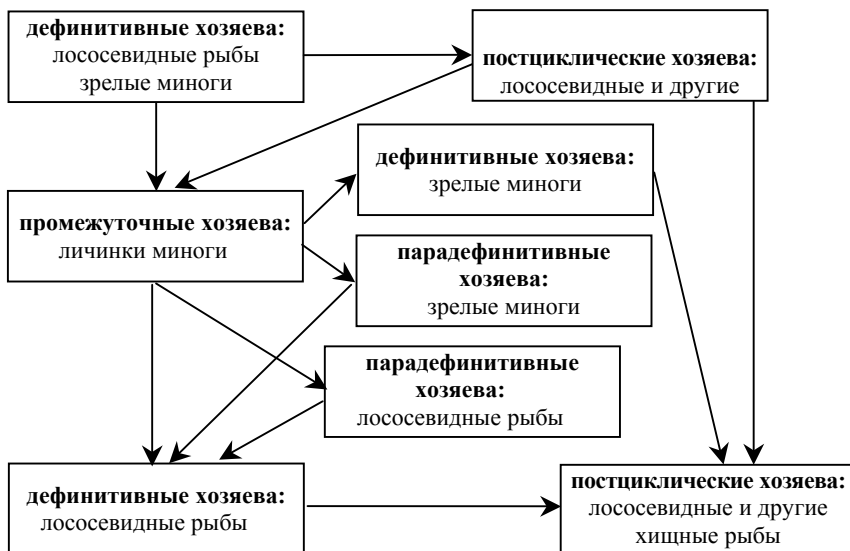 дефинитивные хозяева:
лососевидные рыбы
зрелые миноги
постциклические хозяева:
лососевидные и другие
дефинитивные хозяева:
зрелые миноги
промежуточные хозяева:
личинки миноги
парадефинитивные
хозяева:
зрелые миноги
парадефинитивные
хозяева:
лососевидные рыбы
дефинитивные хозяева:
лососевидные рыбы
постциклические хозяева:
лососевидные и другие
хищные рыбы